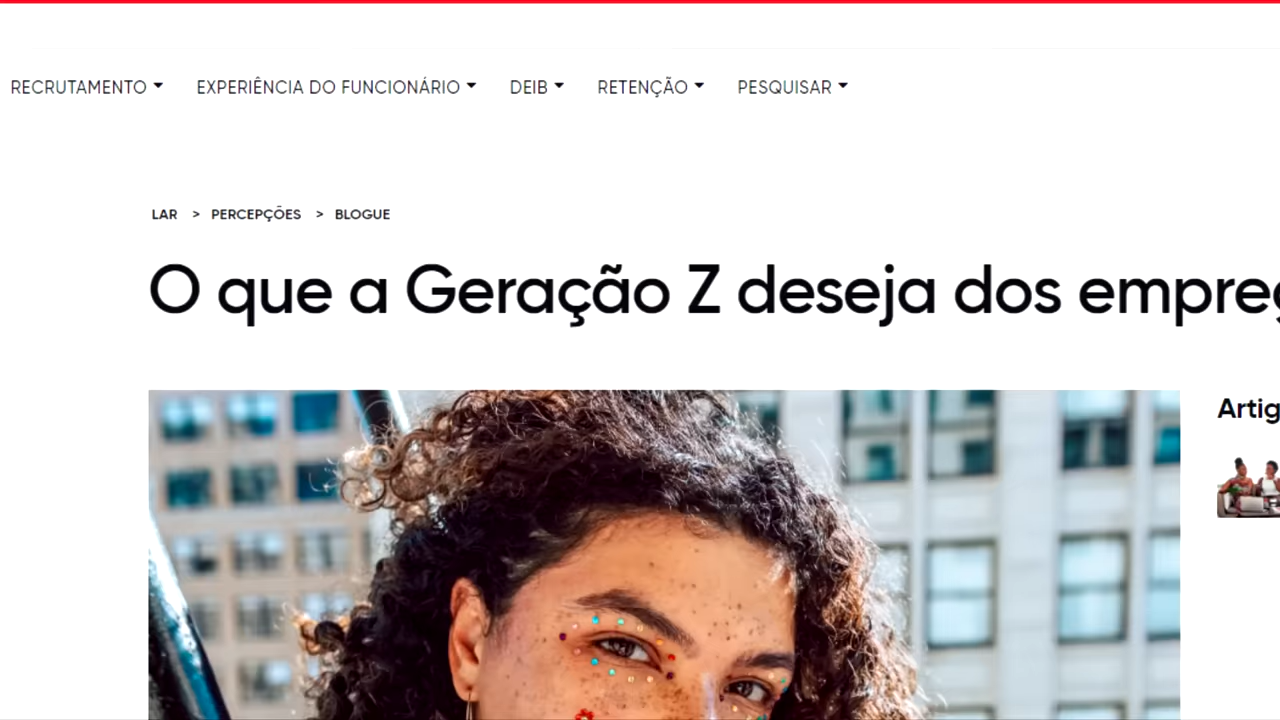 RECRUTAMENTO EXPERIÊNCIA DO FUNCIONÁRIO DEIB RETENÇÃO PESQUISAR
LAR > PERCEPÇÕES > BLOGUE
O que a Geração Z deseja dos empreg
Artig